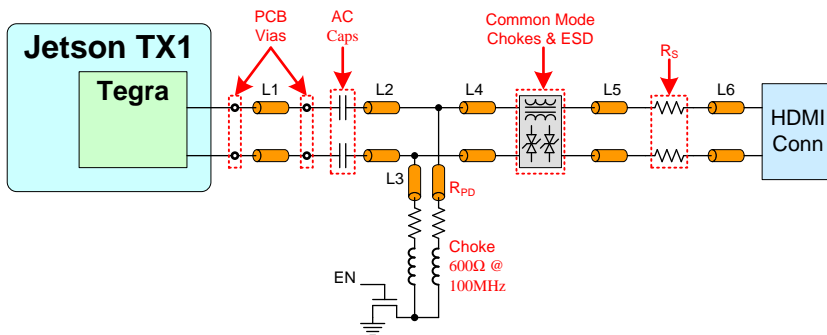 PCB
Vias
AC
Caps
Common Mode
Chokes & ESD
RS
Jetson TX1
Tegra
L1
L2
L4
L5
L6
HDMI
Conn
L3
RPD
Choke
600Ω @
100MHz
EN